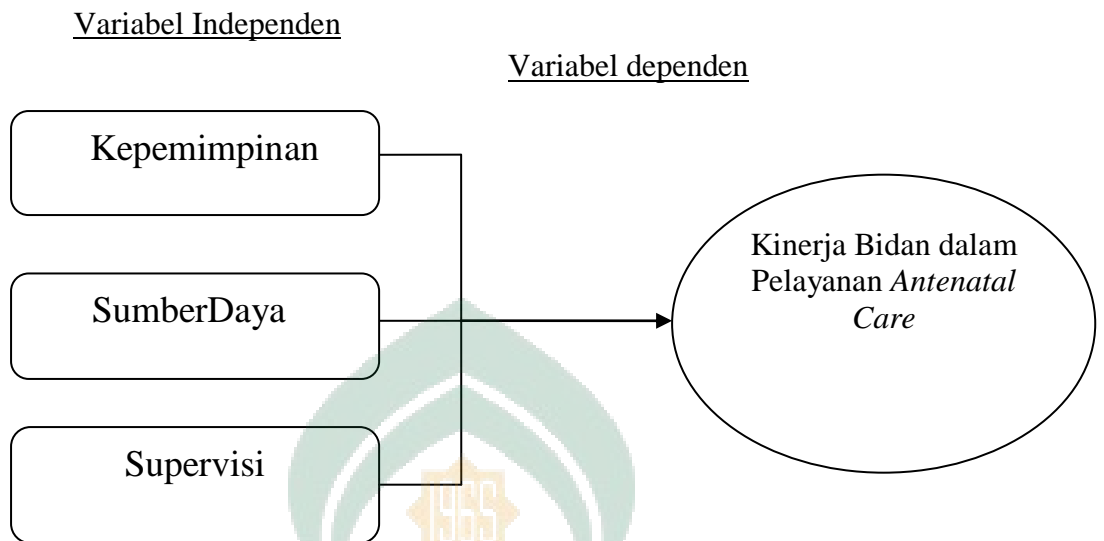 Variabel Independen
Variabel dependen
Kepemimpinan
SumberDaya
Supervisi
Kinerja Bidan dalam
Pelayanan Antenatal
Care